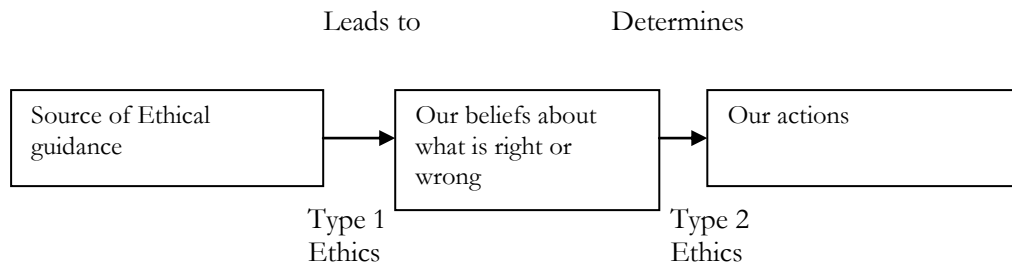 Leads to
Determines
Source of Ethical
guidance
Our beliefs about
what is right or
wrong
Our actions
Type 1
Ethics
Type 2
Ethics